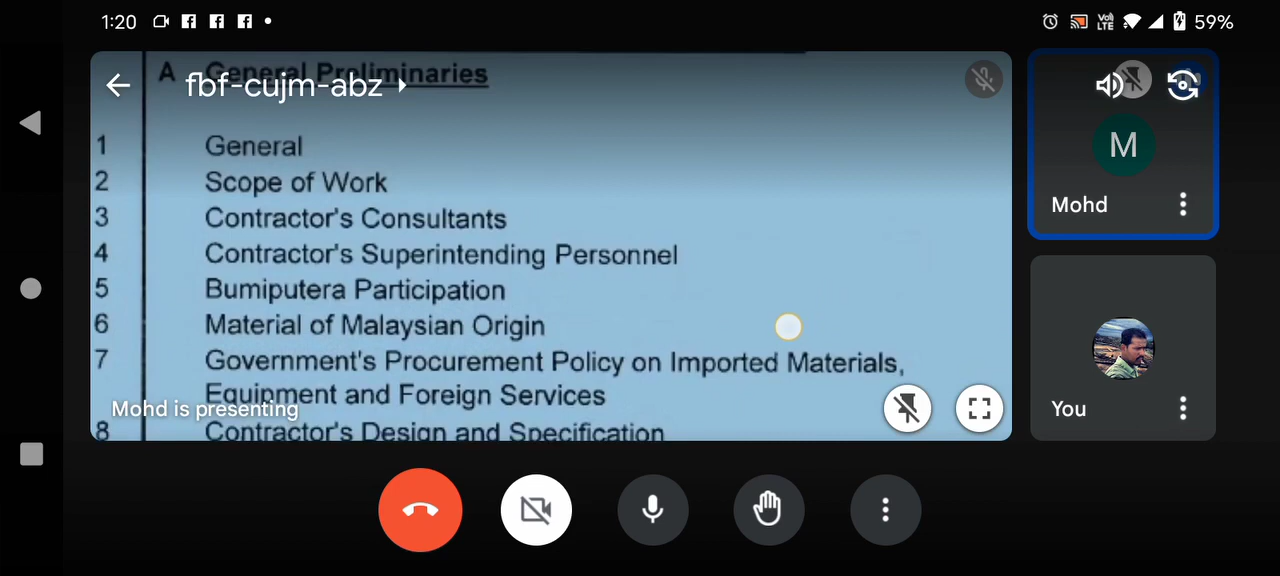 1:20
Vo)
LTE
59%
A General Preliminaries
fbf-cujm-abz
1 General
2 Scope of Work
3 Contractor's Consultants
4 Contractor's Superintending Personnel
5 Bumiputera Participation
6 Material of Malaysian Origin
7 Government's Procurement Policy on Imported Materials,
Equipment and Foreign Services
Mohd is presenting
8 Contractor's Design and Specification
M
Mohd
You